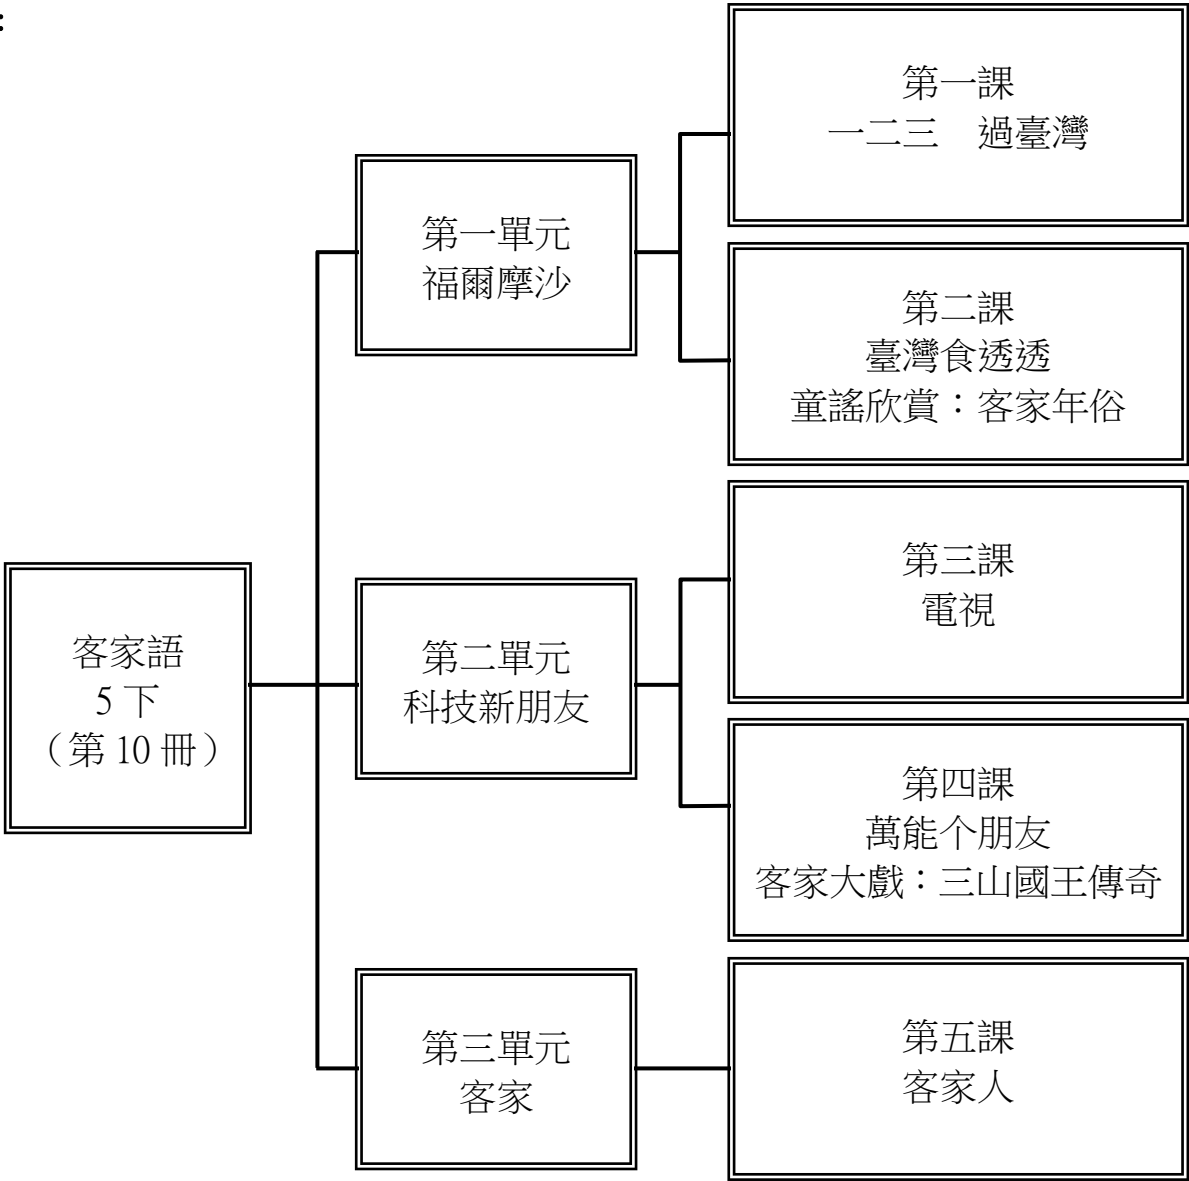 ：
客家語
5 下
（第 10 冊）
第一單元
福爾摩沙
第一課
一二三　過臺灣
第二課
臺灣食透透
童謠欣賞：客家年俗
第二單元
科技新朋友
第三課
電視
第四課
萬能个朋友
客家大戲：三山國王傳奇
第三單元
客家
第五課
客家人